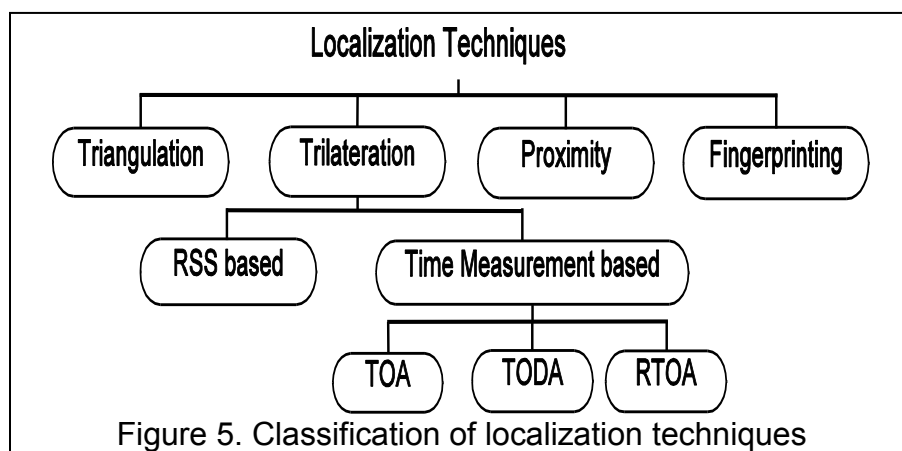 Localization Techniques
Triangulation Trilateration Proximity Fingerprinting
RSS based Time Measurement based
TOA TODA RTOA
Figure 5. Classification of localization techniques